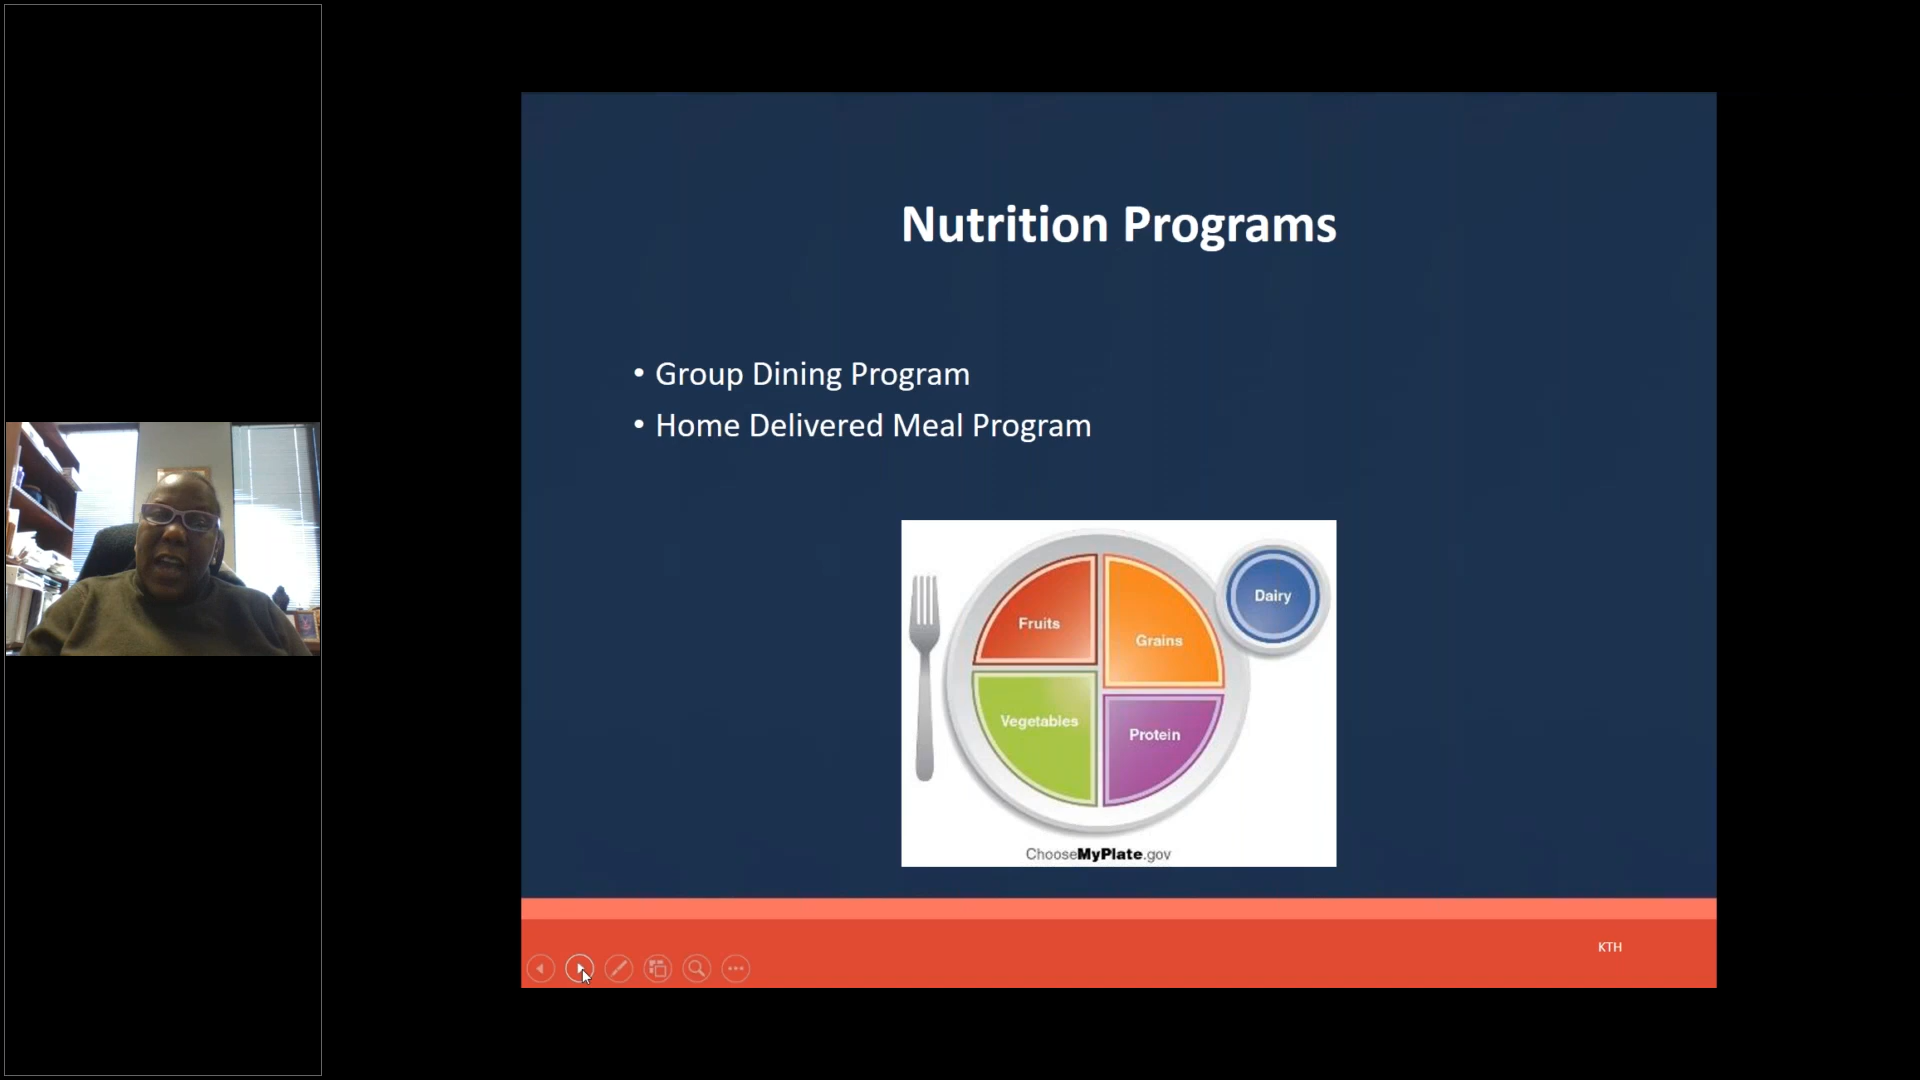 Nutrition Programs
• Group Dining Program
• Home Delivered Meal Program
Dairy
Fruits
Grains
Vegetables
Protein
ChooseMyPlate.gov
KTH